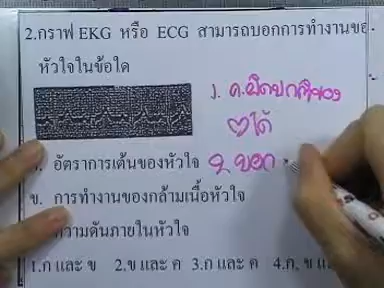 2.กราฟ EKG หรือ ECG สามารถบอกการทำงานขอ
หัวใจในข้อใด
ว. ค.ผิดปกติของ
♡ได้
อัตราการเต้นของหัวใจ
2 บอก
ข. การทำงานของกล้ามเนื้อหัวใจ
ความดันภายในหัวใจ
1.ก และ ข 2.ข และ ค 3.ก และ ค 4.ก, ข แ